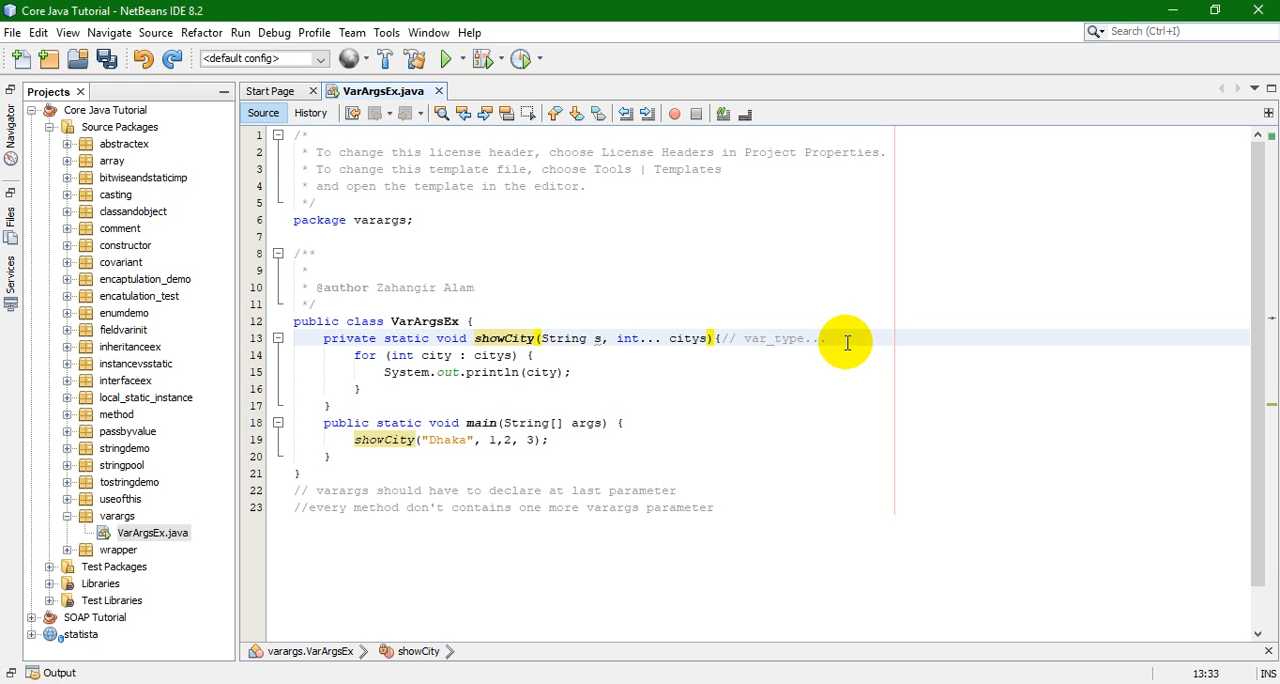 Core Java Tutorial - NetBeans IDE 8.2
File Edit View Navigate Source Refactor Run Debug Profile Team Tools Window Help
Search (Ctrl+I)
<default config>
Projects
Navigator
Files
Services
Core Java Tutorial
Source Packages
abstractex
array
bitwiseandstaticimp
casting
classandobject
comment
constructor
covariant
encaptulation_demo
encatulation_test
enumdemo
fieldvarinit
inheritanceex
instancevsstatic
interfaceex
local_static_instance
method
passbyvalue
stringdemo
stringpool
tostringdemo
useofthis
varargs
VarArgsEx.java
wrapper
Test Packages
Libraries
Test Libraries
SOAP Tutorial
statista
Start Page VarArgsEx.java
Source History
1 /*
2 * To change this license header, choose License Headers in Project Properties.
3 * To change this template file, choose Tools | Templates
4 * and open the template in the editor.
5 */
6 package varargs;
7
8 /**
9 *
10 * @author Zahangir Alam
11 */
12 public class VarArgsEx {
13 private static void showCity(String s, int... citys){// var_type...
14 for (int city : citys) {
15 System.out.println(city);
16 }
17 }
18 public static void main(String[] args) {
19 showCity("Dhaka", 1,2, 3);
20 }
21 }
22 // varargs should have to declare at last parameter
23 //every method don't contains one more varargs parameter
varargs.VarArgsEx showCity
Output
13:33 INS